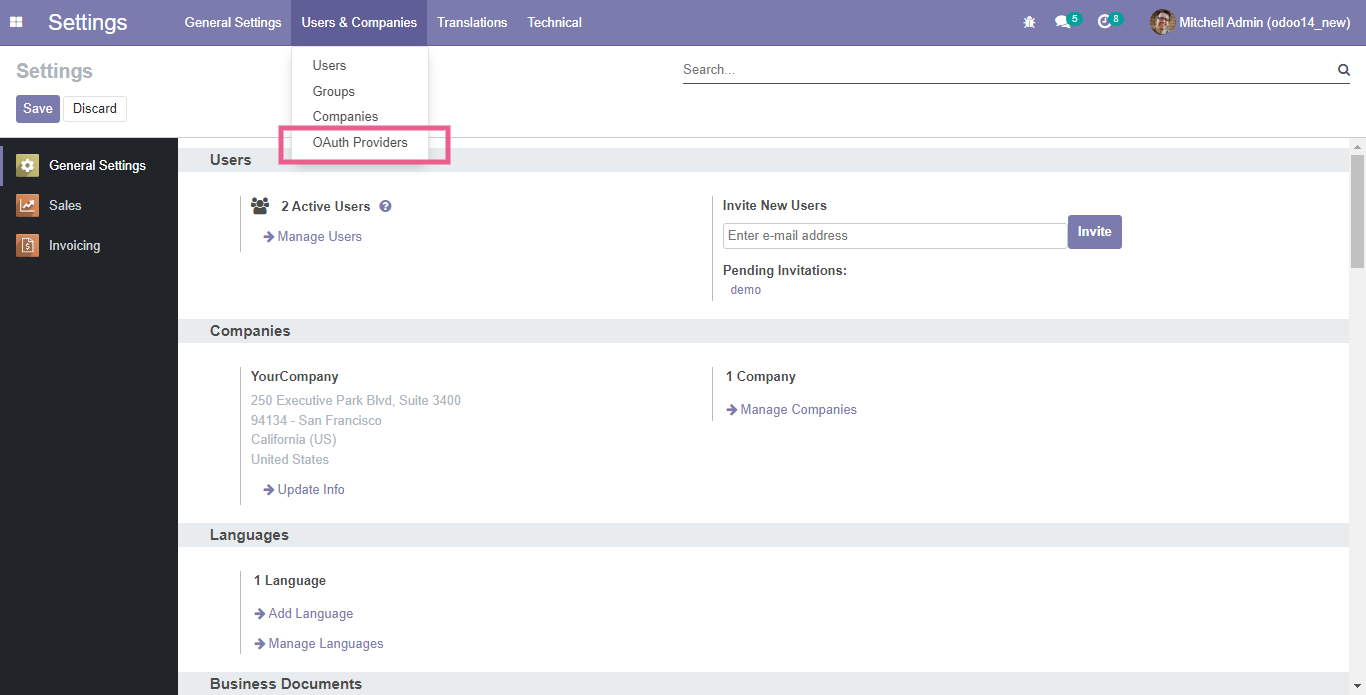 Settings General Settings Users & Companies Translations Technical 5 8 Mitchell Admin (odoo14_new)
Settings
Search...
Save Discard
Users
Groups
Companies
OAuth Providers
General Settings
Sales
Invoicing
Users
2 Active Users ?
Manage Users
Invite New Users
Enter e-mail address Invite
Pending Invitations:
demo
Companies
YourCompany
250 Executive Park Blvd, Suite 3400
94134 - San Francisco
California (US)
United States
Update Info
1 Company
Manage Companies
Languages
1 Language
Add Language
Manage Languages
Business Documents